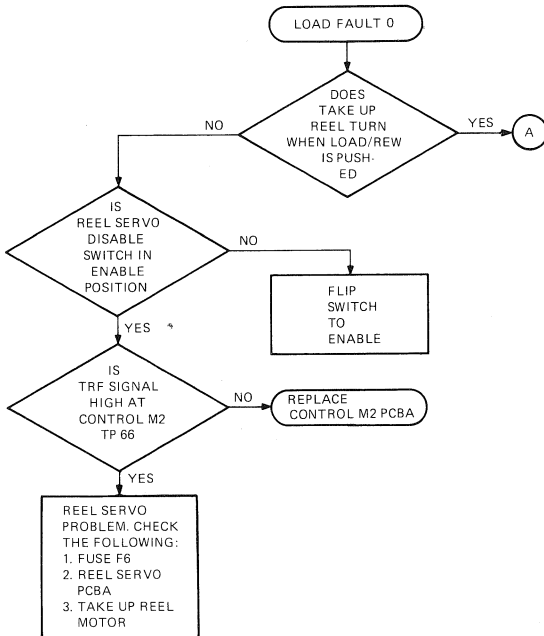 LOAD FAULT 0
DOES
TAKE UP
REEL TURN
WHEN LOAD/REW
IS PUSH-
ED
NO
YES
A
IS
REEL SERVO
DISABLE
SWITCH IN
ENABLE
POSITION
NO
FLIP
SWITCH
TO
ENABLE
YES
IS
TRF SIGNAL
HIGH AT
CONTROL M2
TP 66
NO
REPLACE
CONTROL M2 PCBA
YES
REEL SERVO
PROBLEM. CHECK
THE FOLLOWING:
1. FUSE F6
2. REEL SERVO
PCBA
3. TAKE UP REEL
MOTOR